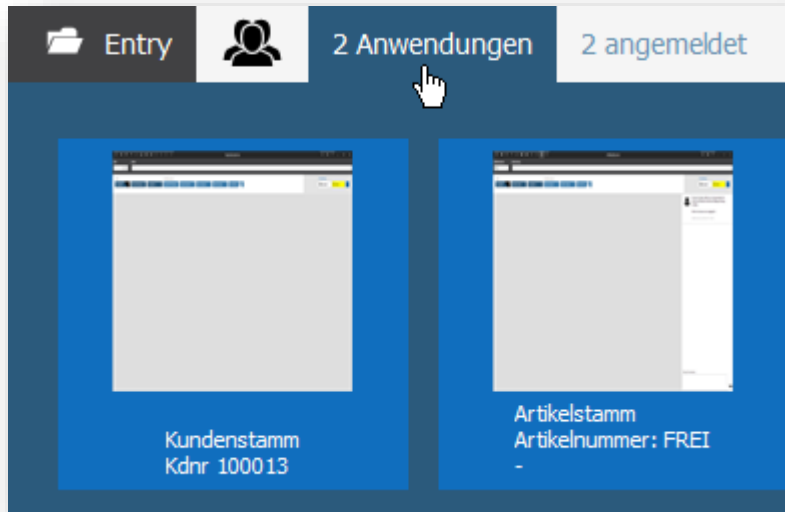 Entry
2 Anwendungen
2 angemeldet
Kundenstamm
Kdnr 100013
Artikelstamm
Artikelnummer: FREI
-